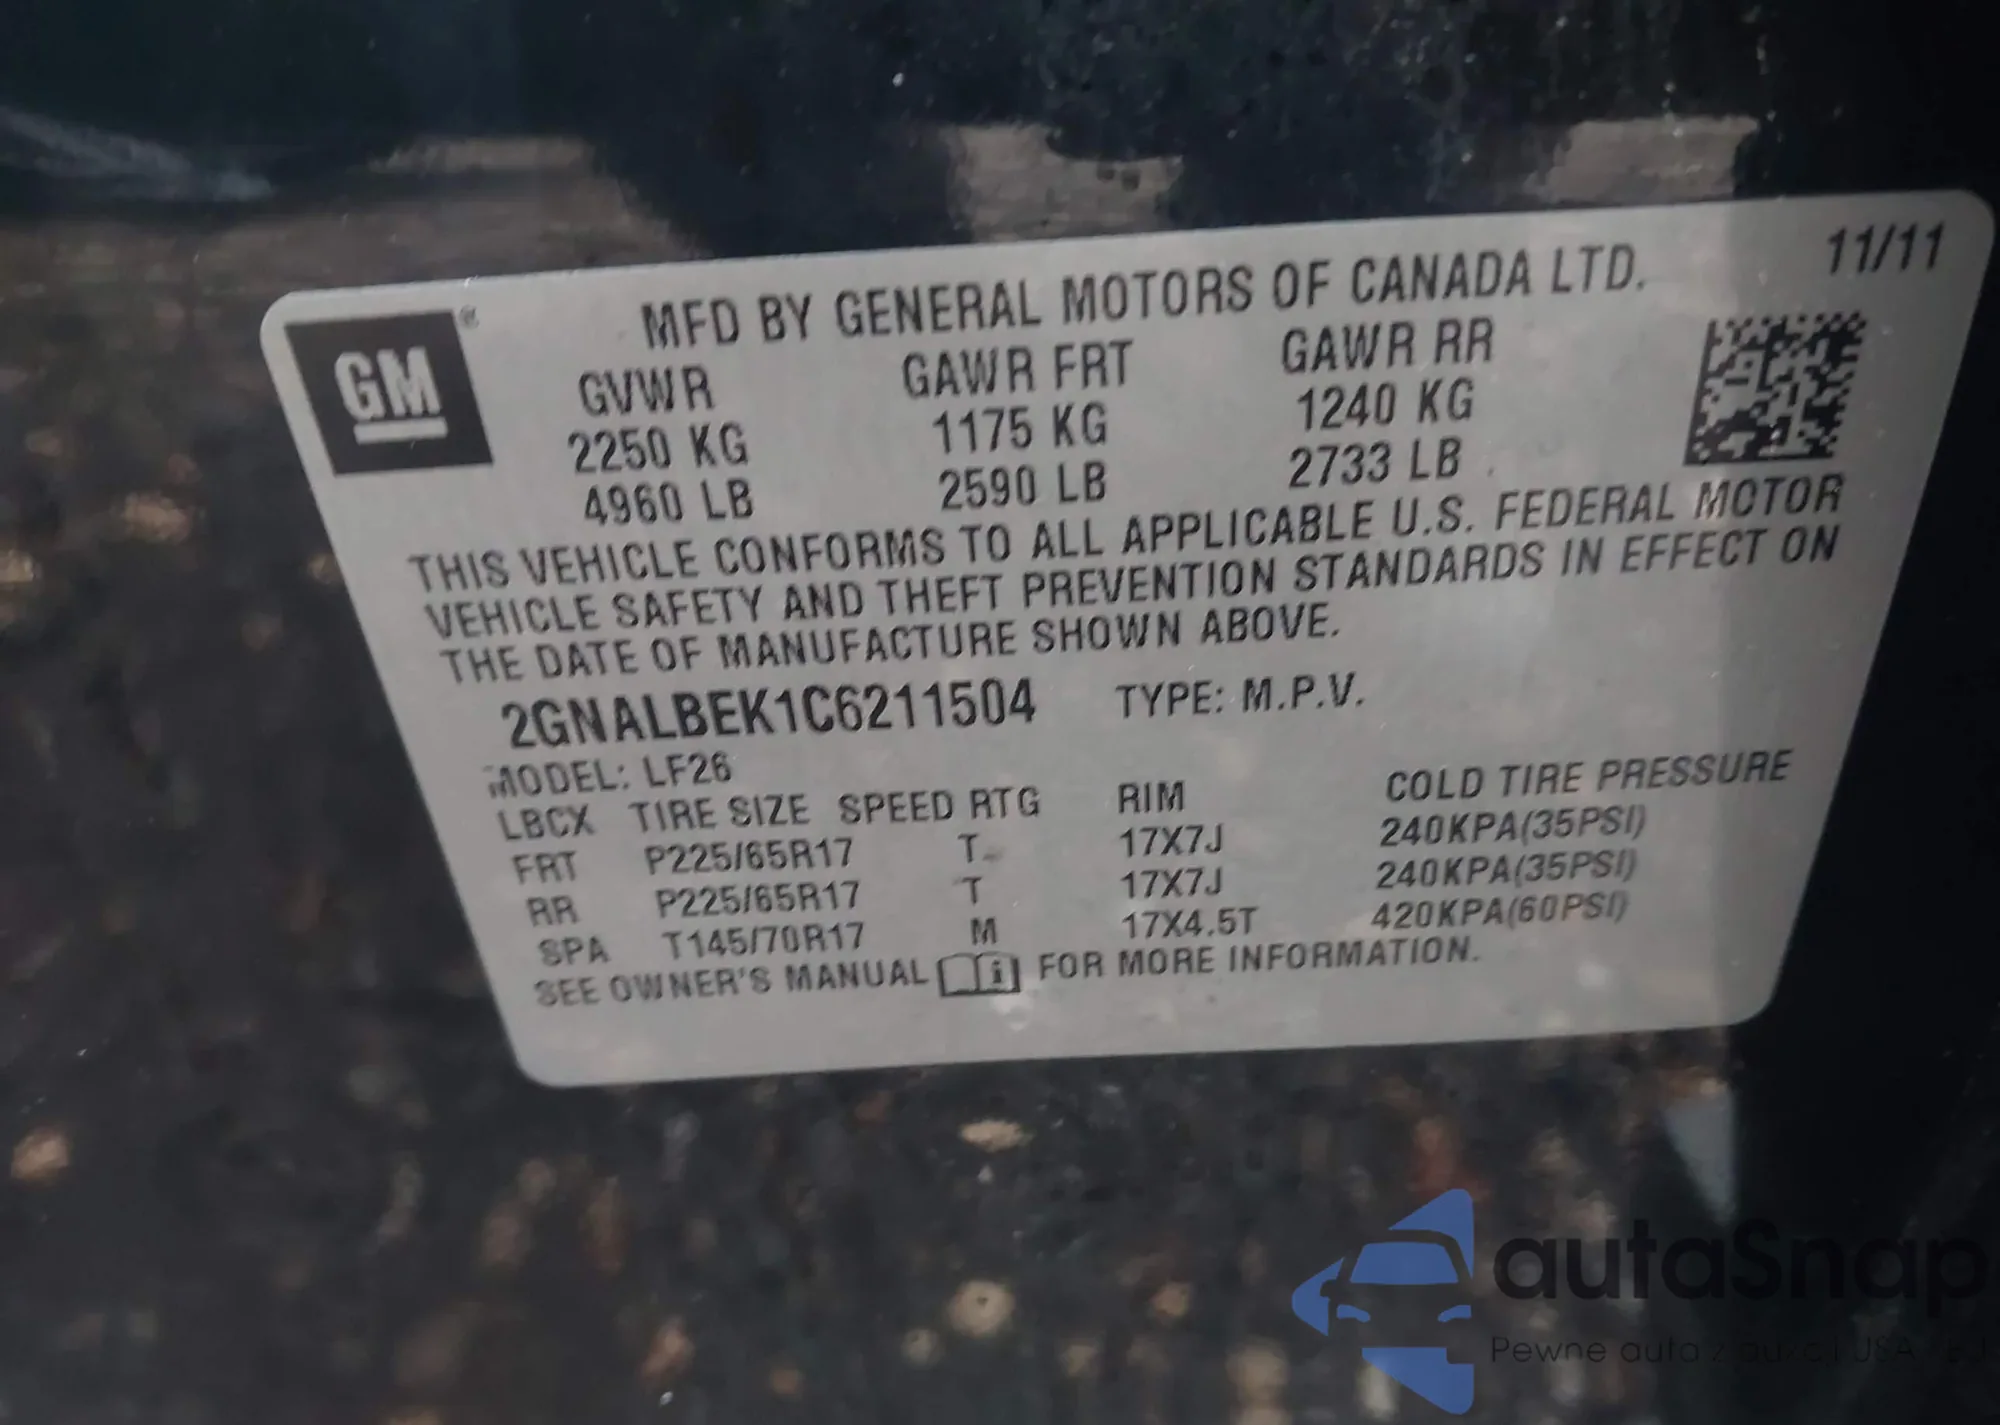 11/11
GM®
MFD BY GENERAL MOTORS OF CANADA LTD.
GVWR GAWR FRT GAWR RR
2250 KG 1175 KG 1240 KG
4960 LB 2590 LB 2733 LB
THIS VEHICLE CONFORMS TO ALL APPLICABLE U.S. FEDERAL MOTOR
VEHICLE SAFETY AND THEFT PREVENTION STANDARDS IN EFFECT ON
THE DATE OF MANUFACTURE SHOWN ABOVE.
2GNALBEK1C6211504 TYPE: M.P.V.
MODEL: LF26
LBCX TIRE SIZE SPEED RTG RIM COLD TIRE PRESSURE
FRT P225/65R17 T 17X7J 240KPA(35PSI)
RR P225/65R17 T 17X7J 240KPA(35PSI)
SPA T145/70R17 M 17X4.5T 420KPA(60PSI)
SEE OWNER'S MANUAL FOR MORE INFORMATION.
autaSnap
Pewne auta z aukcji USA